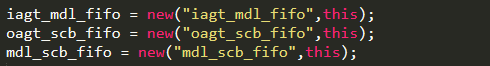 iagt_mdl_fifo = new("iagt_mdl_fifo",this);
oagt_scb_fifo = new("oagt_scb_fifo",this);
mdl_scb_fifo = new("mdl_scb_fifo",this);